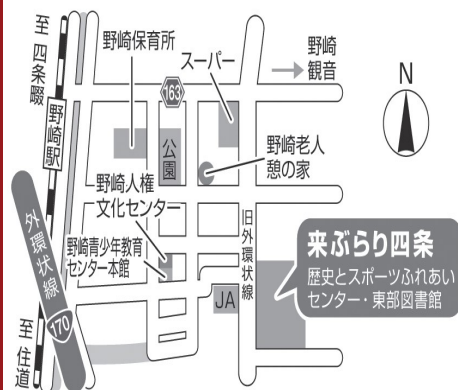 至 四条畷
野崎駅
外環状線
170
至 住道
野崎保育所
163
スーパー
野崎
観音
N
公園
野崎老人
憩の家
野崎人権
文化センター
野崎青少年教育
センター本館
旧外環状線
JA
来ぶらり四条
歴史とスポーツふれあい
センター・東部図書館